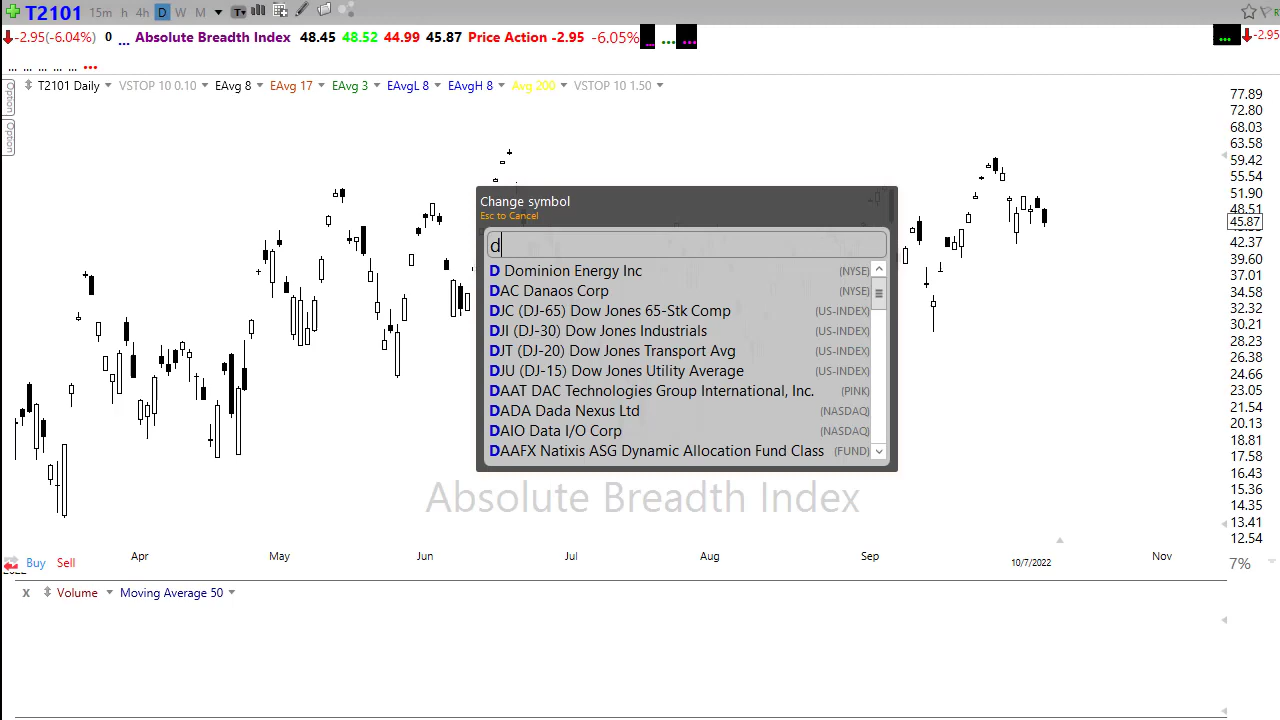 T2101 15m h 4h D W M T
-2.95(-6.04%) 0 ... Absolute Breadth Index 48.45 48.52 44.99 45.87 Price Action -2.95 -6.05% ... ... ... ... -2.95
... ... ... ... ... ...
Option
Option
T2101 Daily VSTOP 10 0.10 EAvg 8 EAvg 17 EAvg 3 EAvgL 8 EAvgH 8 Avg 200 VSTOP 10 1.50
77.89
72.80
68.03
63.58
59.42
55.54
51.90
48.51
45.87
42.37
39.60
37.01
34.58
32.32
30.21
28.23
26.38
24.66
23.05
21.54
20.13
18.81
17.58
16.43
15.36
14.35
13.41
12.54
Change symbol
Esc to Cancel
d
D Dominion Energy Inc (NYSE)
DAC Danaos Corp (NYSE)
DJC (DJ-65) Dow Jones 65-Stk Comp (US-INDEX)
DJI (DJ-30) Dow Jones Industrials (US-INDEX)
DJT (DJ-20) Dow Jones Transport Avg (US-INDEX)
DJU (DJ-15) Dow Jones Utility Average (US-INDEX)
DAAT DAC Technologies Group International, Inc. (PINK)
DADA Dada Nexus Ltd (NASDAQ)
DAIO Data I/O Corp (NASDAQ)
DAAFX Natixis ASG Dynamic Allocation Fund Class (FUND)
Absolute Breadth Index
Apr May Jun Jul Aug Sep 10/7/2022 Nov
Buy Sell 7%
X Volume Moving Average 50